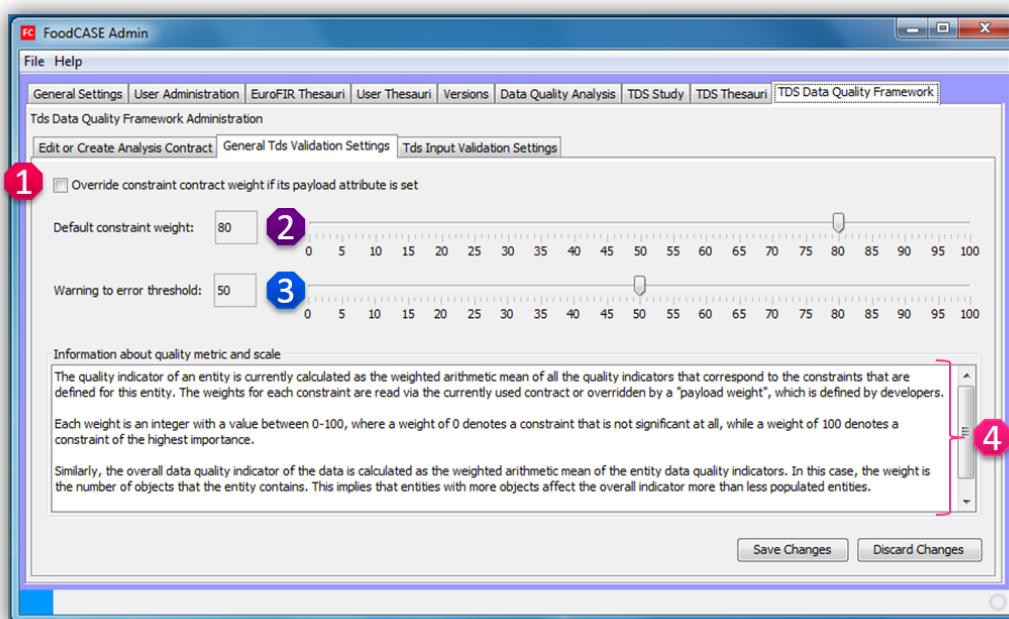 FC FoodCASE Admin
File Help
General Settings User Administration EuroFIR Thesauri User Thesauri Versions Data Quality Analysis TDS Study TDS Thesauri TDS Data Quality Framework
Tds Data Quality Framework Administration
Edit or Create Analysis Contract General Tds Validation Settings Tds Input Validation Settings
1 Override constraint contract weight if its payload attribute is set
Default constraint weight: 80 2
0 5 10 15 20 25 30 35 40 45 50 55 60 65 70 75 80 85 90 95 100
Warning to error threshold: 50 3
0 5 10 15 20 25 30 35 40 45 50 55 60 65 70 75 80 85 90 95 100
Information about quality metric and scale
The quality indicator of an entity is currently calculated as the weighted arithmetic mean of all the quality indicators that correspond to the constraints that are
defined for this entity. The weights for each constraint are read via the currently used contract or overridden by a "payload weight", which is defined by developers.
Each weight is an integer with a value between 0-100, where a weight of 0 denotes a constraint that is not significant at all, while a weight of 100 denotes a
constraint of the highest importance.
4
Similarly, the overall data quality indicator of the data is calculated as the weighted arithmetic mean of the entity data quality indicators. In this case, the weight is
the number of objects that the entity contains. This implies that entities with more objects affect the overall indicator more than less populated entities.
Save Changes Discard Changes